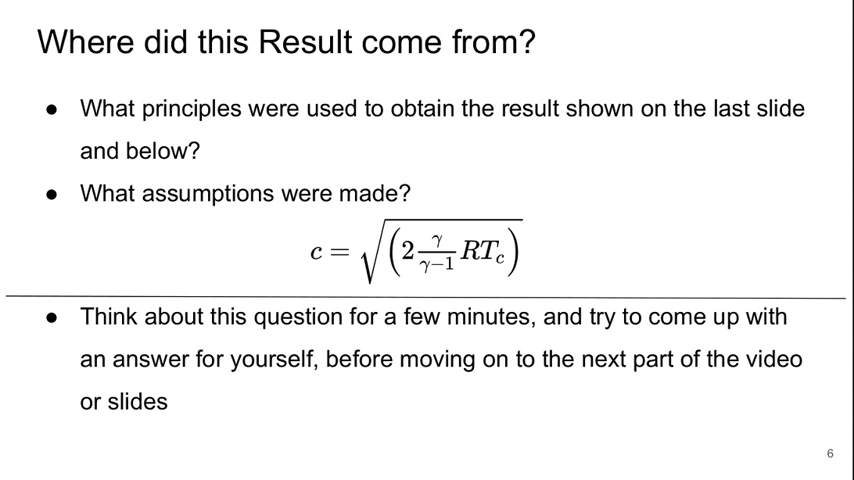 Where did this Result come from?
● What principles were used to obtain the result shown on the last slide
and below?
● What assumptions were made?
c = √(2 γ/(γ−1) RT_c)
● Think about this question for a few minutes, and try to come up with
an answer for yourself, before moving on to the next part of the video
or slides
6